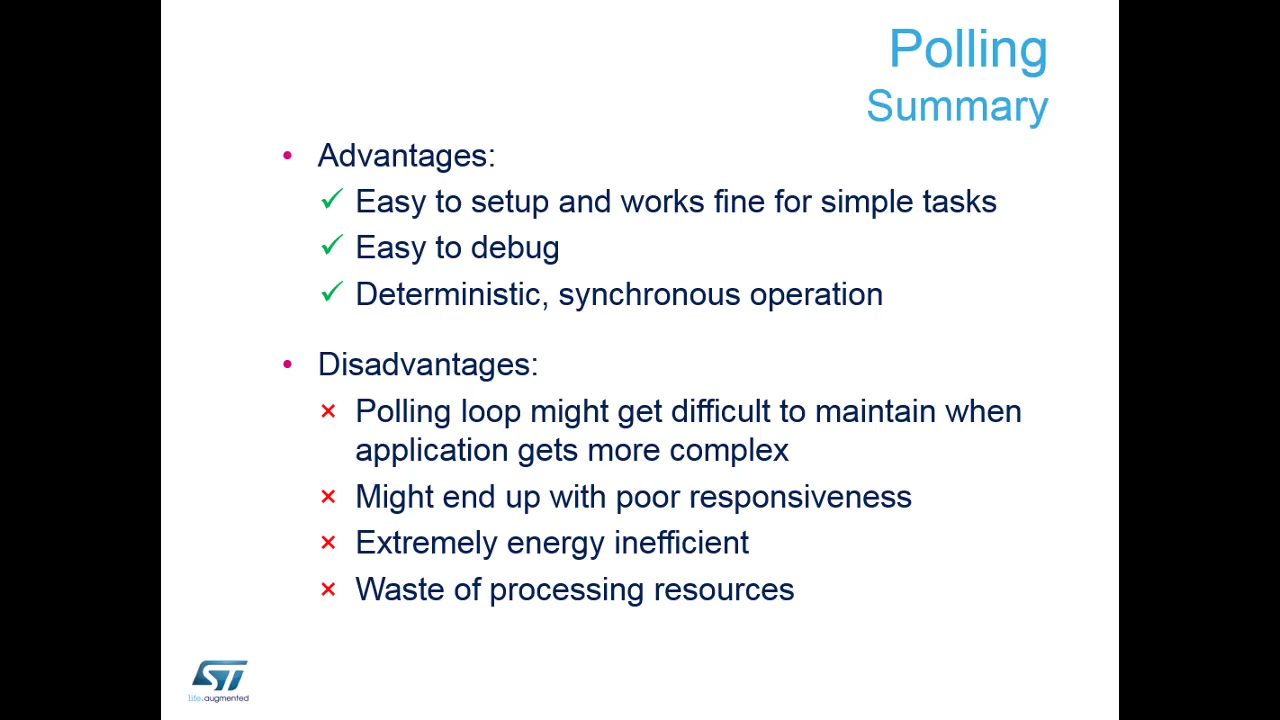 Polling
Summary
• Advantages:
✓ Easy to setup and works fine for simple tasks
✓ Easy to debug
✓ Deterministic, synchronous operation
• Disadvantages:
× Polling loop might get difficult to maintain when
application gets more complex
× Might end up with poor responsiveness
× Extremely energy inefficient
× Waste of processing resources
ST
life.augmented